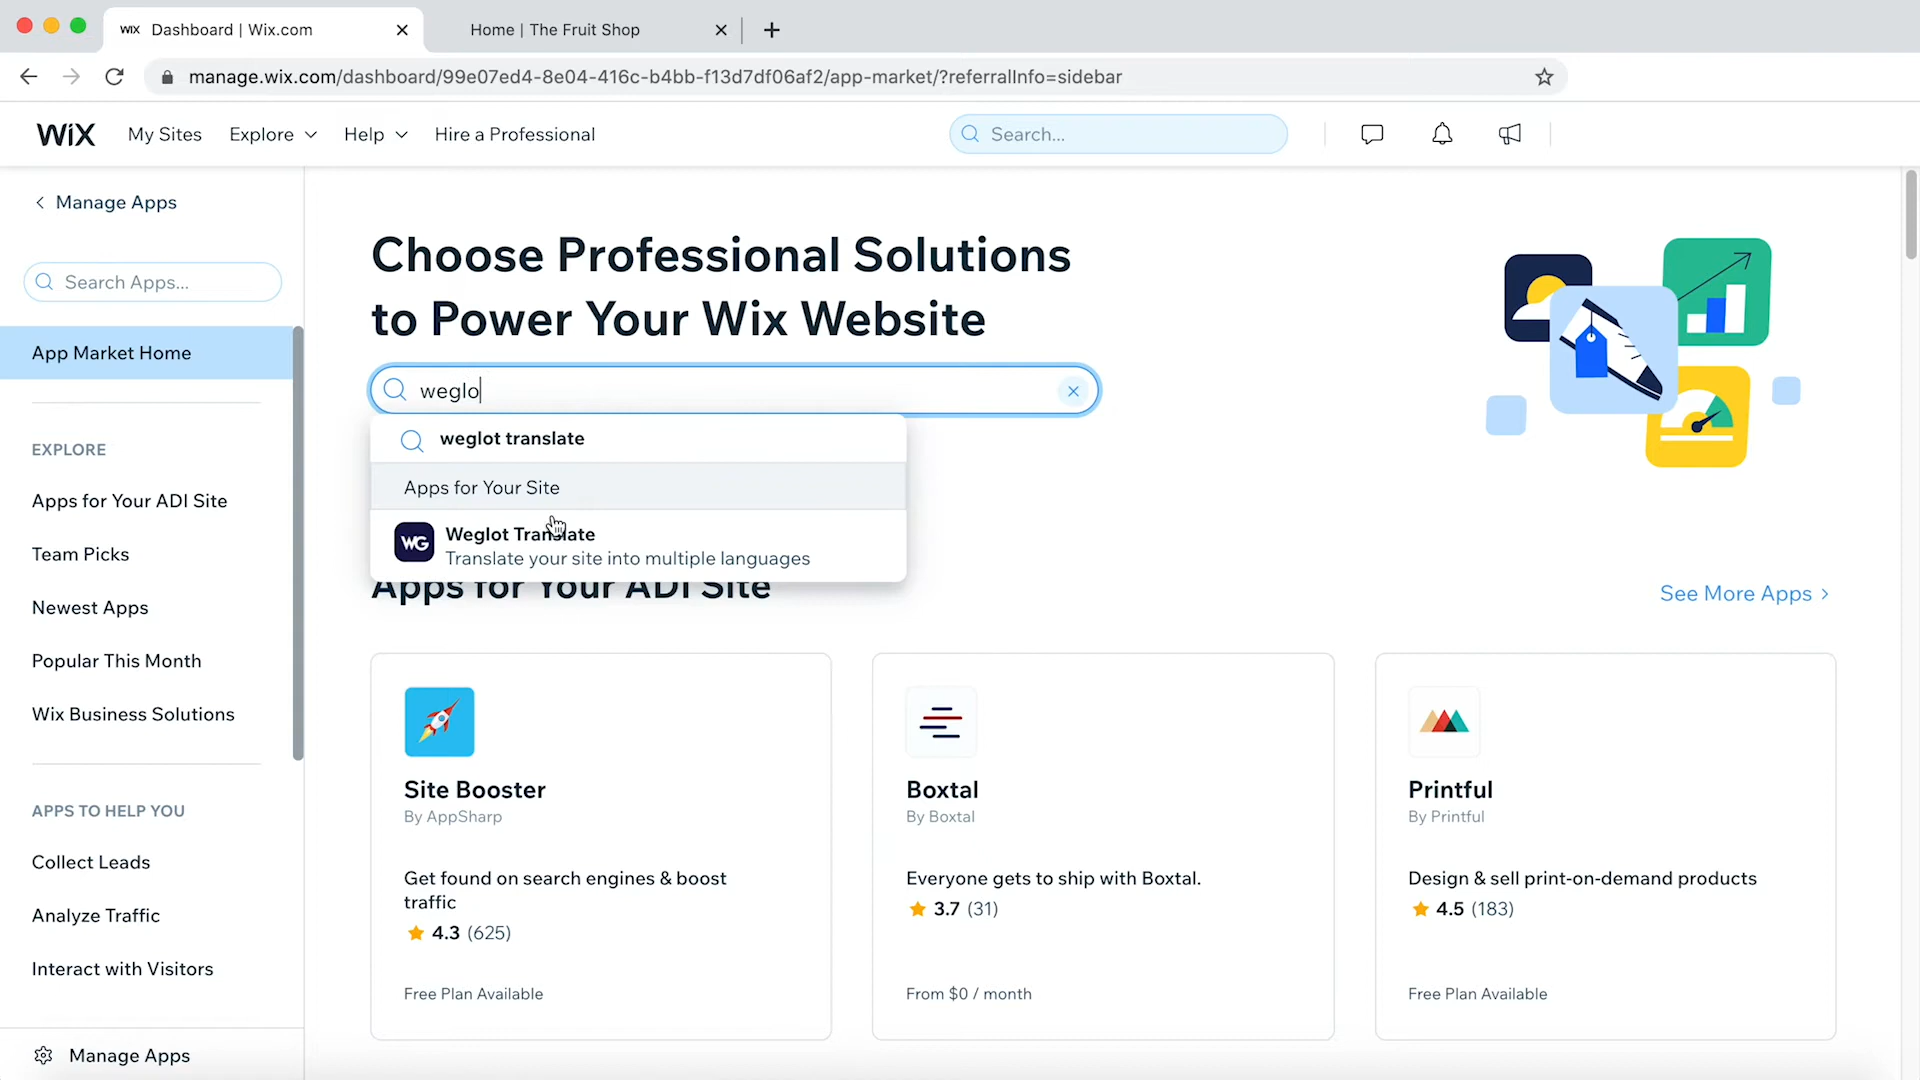 WiX Dashboard | Wix.com
Home | The Fruit Shop
manage.wix.com/dashboard/99e07ed4-8e04-416c-b4bb-f13d7df06af2/app-market/?referralInfo=sidebar
WiX My Sites Explore Help Hire a Professional Search...
Manage Apps
Search Apps...
App Market Home
EXPLORE
Apps for Your ADI Site
Team Picks
Newest Apps
Popular This Month
Wix Business Solutions
APPS TO HELP YOU
Collect Leads
Analyze Traffic
Interact with Visitors
Manage Apps
Choose Professional Solutions
to Power Your Wix Website
weglo
weglot translate
Apps for Your Site
WG
Weglot Translate
Translate your site into multiple languages
Apps for Your ADI Site
See More Apps
Site Booster
By AppSharp
Get found on search engines & boost
traffic
4.3 (625)
Free Plan Available
Boxtal
By Boxtal
Everyone gets to ship with Boxtal.
3.7 (31)
From $0 / month
Printful
By Printful
Design & sell print-on-demand products
4.5 (183)
Free Plan Available